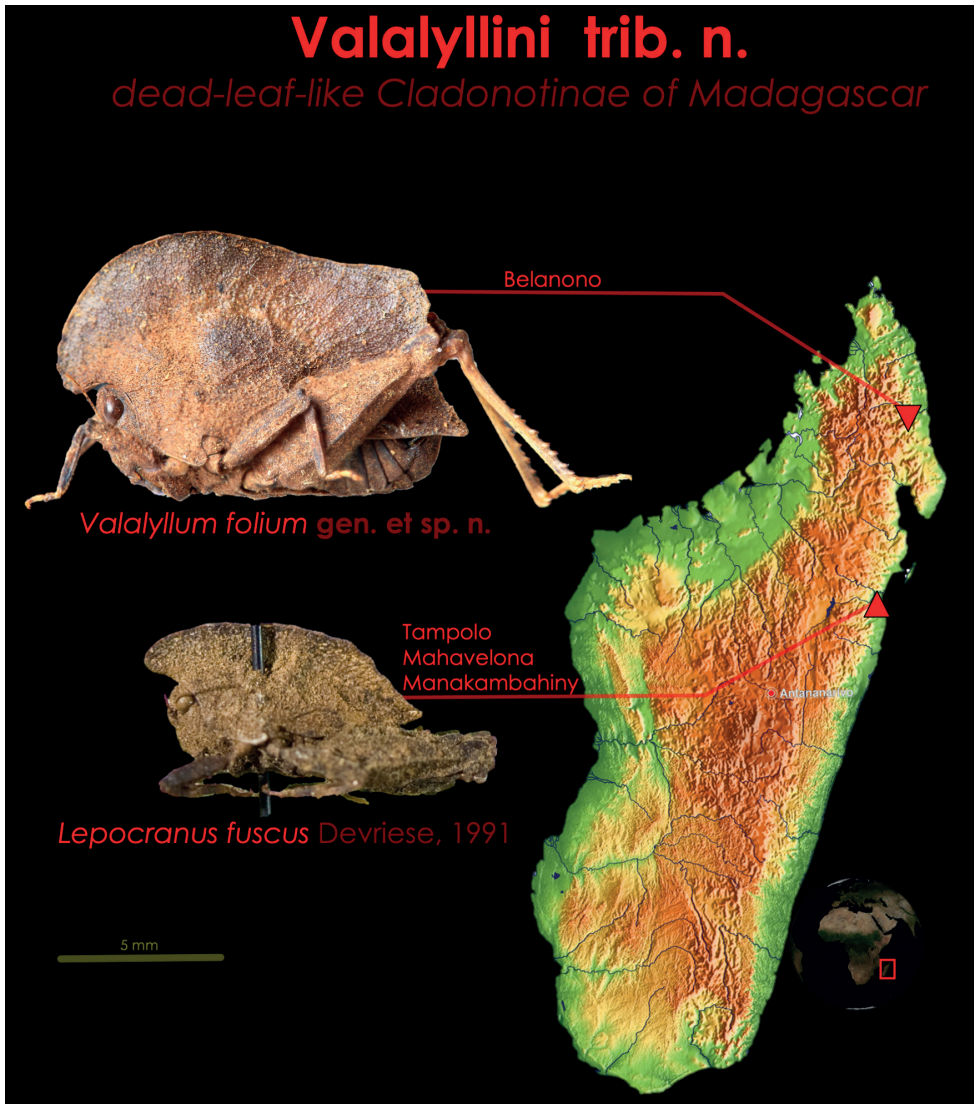 Valalyllini trib. n.
dead-leaf-like Cladonotinae of Madagascar
Belanono
Valalyllum folium gen. et sp. n.
Tampolo
Mahavelona
Manakambahiny
Antananarivo
Lepocranus fuscus Devriese, 1991
5 mm